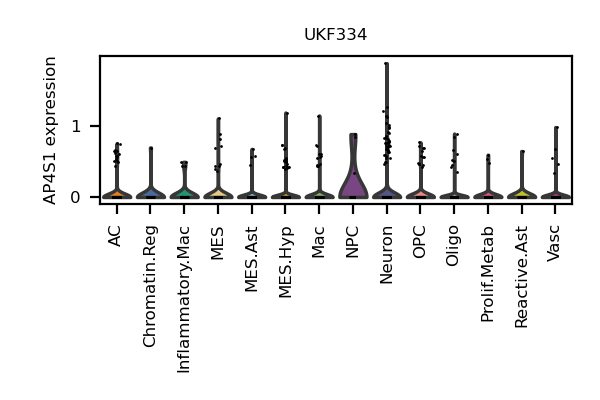 UKF334
AP4S1 expression
1
0
AC
Chromatin.Reg
Inflammatory.Mac
MES
MES.Ast
MES.Hyp
Mac
NPC
Neuron
OPC
Oligo
Prolif.Metab
Reactive.Ast
Vasc